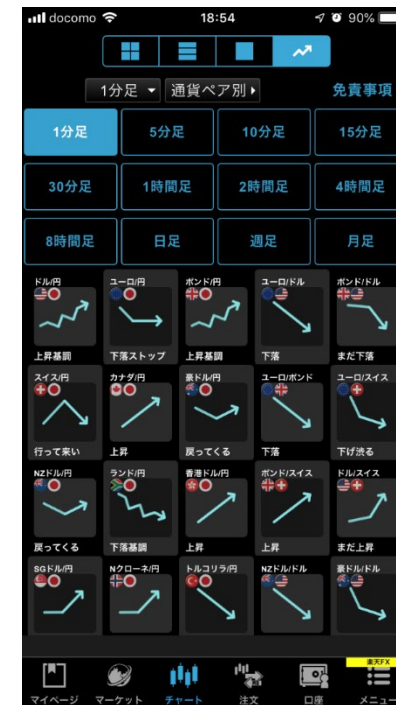 docomo 18:54 90%
1分足 通貨ペア別 免責事項
1分足 5分足 10分足 15分足
30分足 1時間足 2時間足 4時間足
8時間足 日足 週足 月足
ドル/円 ユーロ/円 ポンド/円 ユーロ/ドル ポンド/ドル
上昇基調 下落ストップ 上昇基調 下落 まだ下落
スイス/円 カナダ/円 豪ドル/円 ユーロ/ポンド ユーロ/スイス
行って来い 上昇 戻ってくる 下落 下げ渋る
NZドル/円 ランド/円 香港ドル/円 ポンド/スイス ドル/スイス
戻ってくる 下落基調 上昇 上昇 まだ上昇
SGドル/円 Nクローネ/円 トルコリラ/円 NZドル/ドル 豪ドル/ドル
楽天FX
マイページ マーケット チャート 注文 口座 メニュー